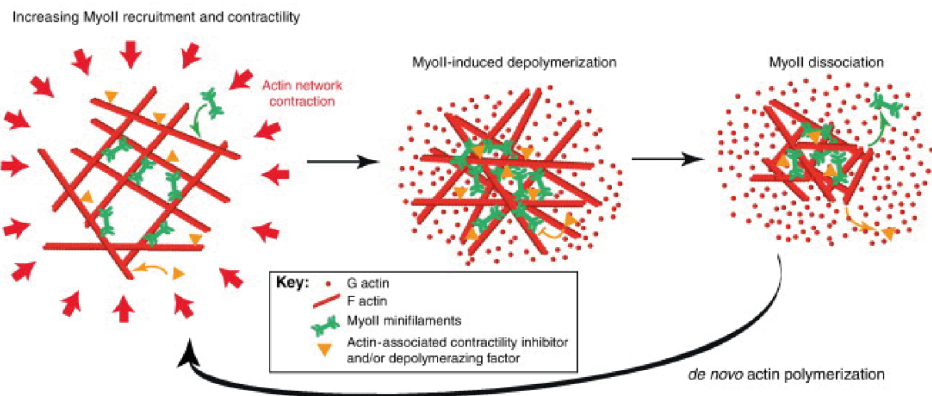 Increasing MyoII recruitment and contractility
Actin network
contraction
MyoII-induced depolymerization
MyoII dissociation
Key:
G actin
F actin
MyoII minifilaments
Actin-associated contractility inhibitor
and/or depolymerazing factor
de novo actin polymerization